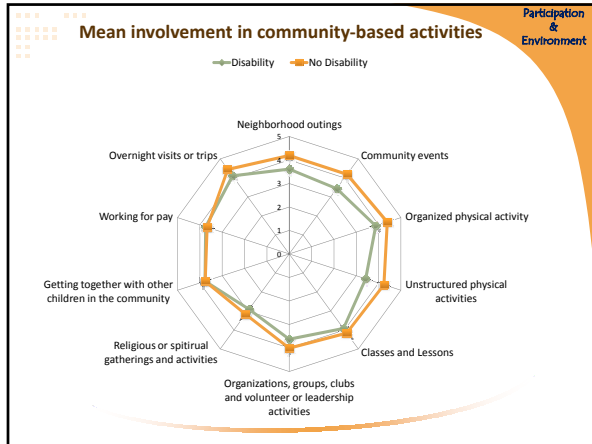 Mean involvement in community-based activities
Participation
&
Environment
Disability
No Disability
Neighborhood outings
Community events
Organized physical activity
Unstructured physical
activities
Classes and Lessons
Organizations, groups, clubs
and volunteer or leadership
activities
Religious or spitirual
gatherings and activities
Getting together with other
children in the community
Working for pay
Overnight visits or trips
5
4
3
2
1
0